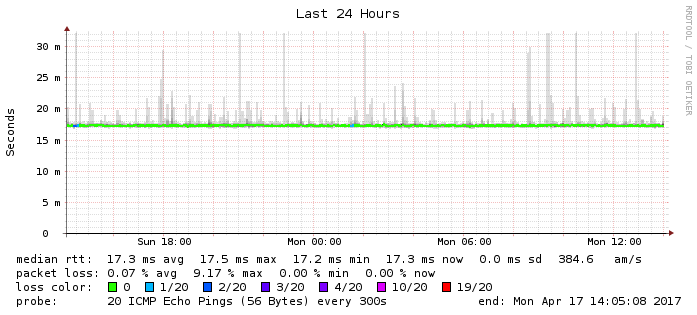 Last 24 Hours
RRDTOOL / TOBI OETIKER
Seconds
30 m
25 m
20 m
15 m
10 m
5 m
0
Sun 18:00 Mon 00:00 Mon 06:00 Mon 12:00
median rtt: 17.3 ms avg 17.5 ms max 17.2 ms min 17.3 ms now 0.0 ms sd 384.6 am/s
packet loss: 0.07 % avg 9.17 % max 0.00 % min 0.00 % now
loss color: 0 1/20 2/20 3/20 4/20 10/20 19/20
probe: 20 ICMP Echo Pings (56 Bytes) every 300s end: Mon Apr 17 14:05:08 2017